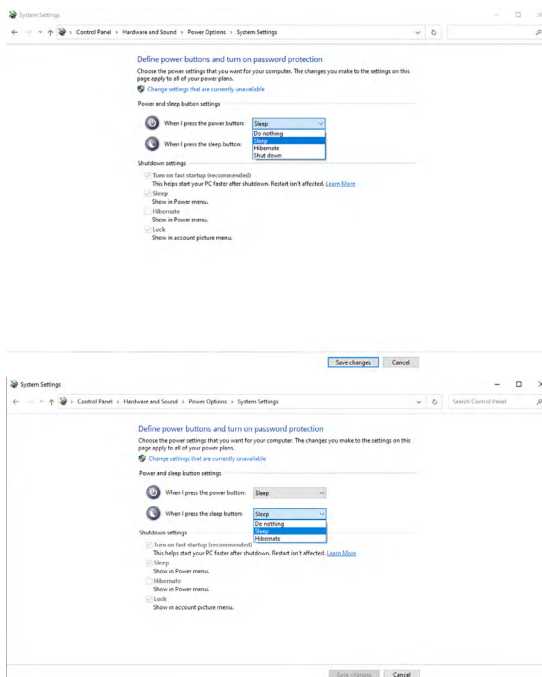 System Settings
Control Panel > Hardware and Sound > Power Options > System Settings
Define power buttons and turn on password protection
Choose the power settings that you want for your computer. The changes you make to the settings on this
page apply to all of your power plans.
Change settings that are currently unavailable
Power and sleep button settings
When I press the power button: Sleep
Do nothing
Sleep
Hibernate
Shut down
When I press the sleep button:
Shutdown settings
Turn on fast startup (recommended)
This helps start your PC faster after shutdown. Restart isn't affected. Learn More
Sleep
Show in Power menu.
Hibernate
Show in Power menu.
Lock
Show in account picture menu.
Save changes Cancel
System Settings
Control Panel > Hardware and Sound > Power Options > System Settings Search Control Panel
Define power buttons and turn on password protection
Choose the power settings that you want for your computer. The changes you make to the settings on this
page apply to all of your power plans.
Change settings that are currently unavailable
Power and sleep button settings
When I press the power button: Sleep
When I press the sleep button: Sleep
Do nothing
Sleep
Hibernate
Shutdown settings
Turn on fast startup (recommended)
This helps start your PC faster after shutdown. Restart isn't affected. Learn More
Sleep
Show in Power menu.
Hibernate
Show in Power menu.
Lock
Show in account picture menu.
Save changes Cancel